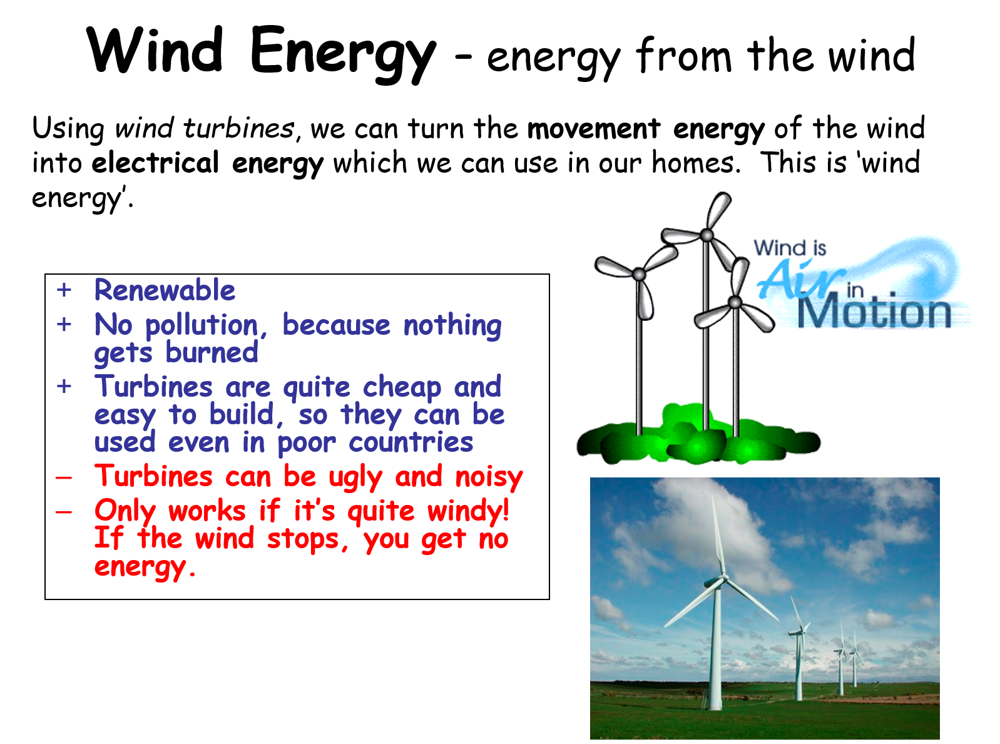 Wind Energy – energy from the wind
Using wind turbines, we can turn the movement energy of the wind
into electrical energy which we can use in our homes.  This is ‘wind
energy’.
+ Renewable
+ No pollution, because nothing
gets burned
+ Turbines are quite cheap and
easy to build, so they can be
used even in poor countries
– Turbines can be ugly and noisy
– Only works if it’s quite windy!
If the wind stops, you get no
energy.
Wind is
Air in
Motion